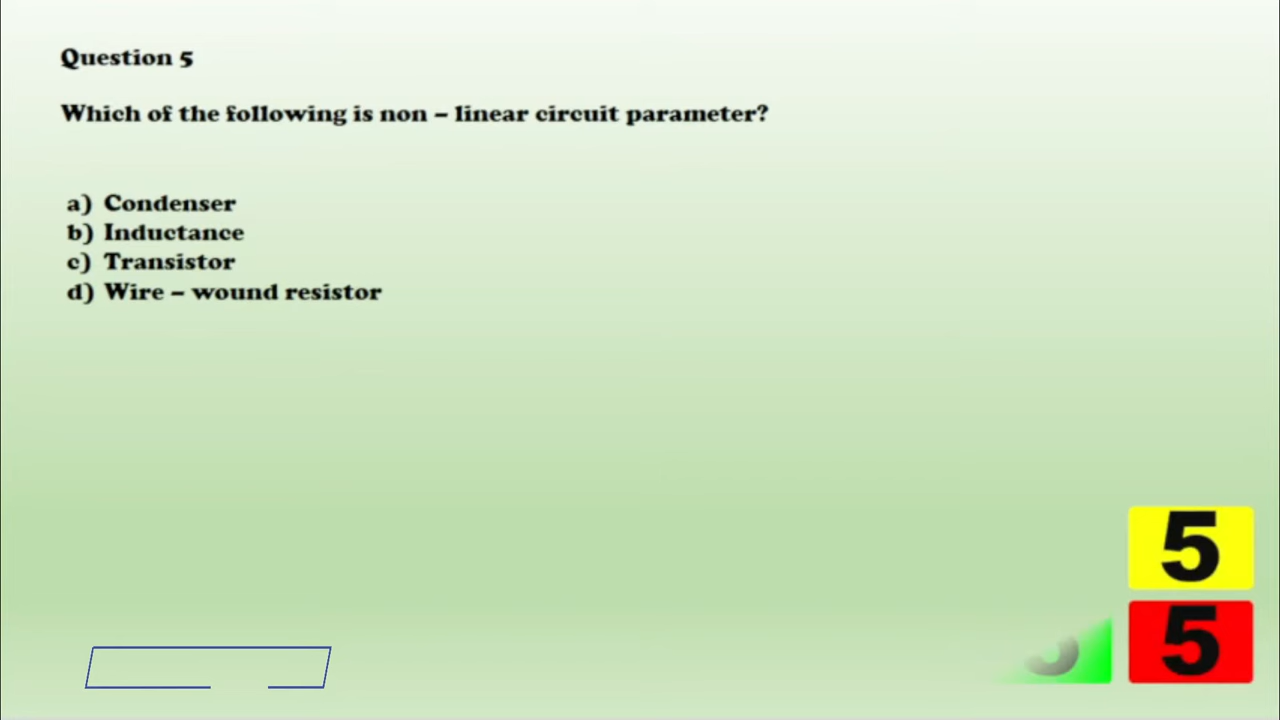 Question 5
Which of the following is non – linear circuit parameter?
a) Condenser
b) Inductance
c) Transistor
d) Wire – wound resistor
5
5